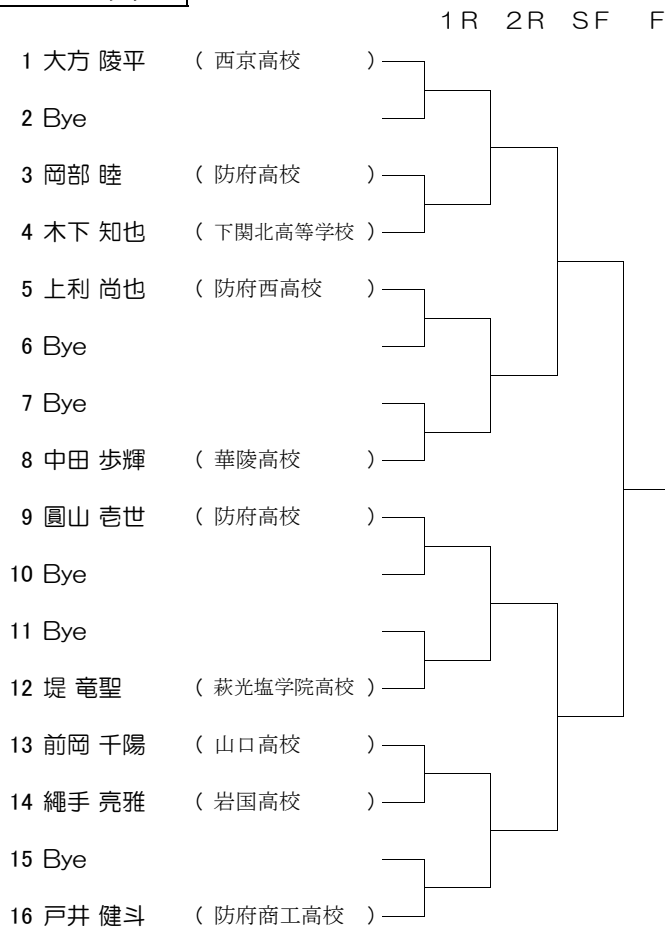 1R 2R SF F
1 大方 陵平 ( 西京高校 )
2 Bye
3 岡部 睦 ( 防府高校 )
4 木下 知也 ( 下関北高等学校 )
5 上利 尚也 ( 防府西高校 )
6 Bye
7 Bye
8 中田 歩輝 ( 華陵高校 )
9 圓山 壱世 ( 防府高校 )
10 Bye
11 Bye
12 堤 竜聖 ( 萩光塩学院高校 )
13 前岡 千陽 ( 山口高校 )
14 繩手 亮雅 ( 岩国高校 )
15 Bye
16 戸井 健斗 ( 防府商工高校 )